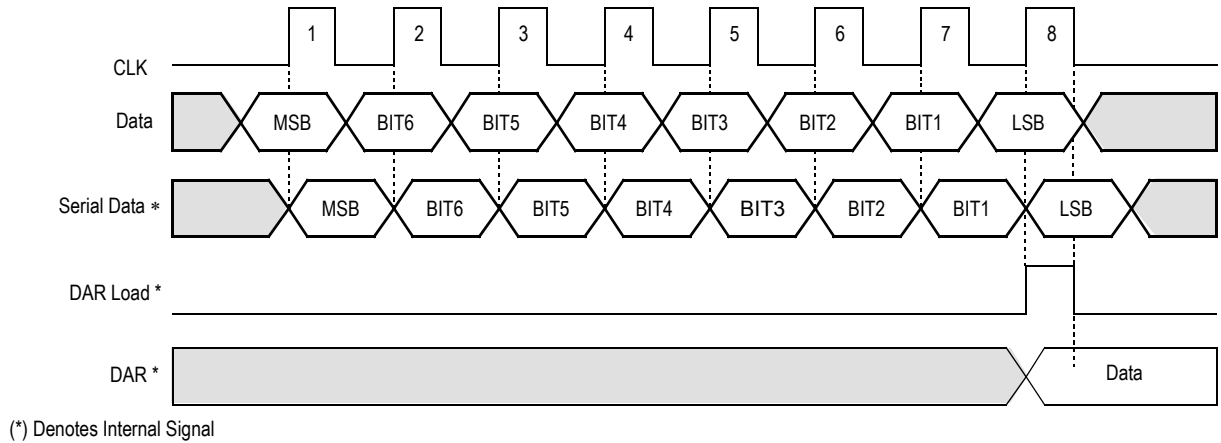 1 2 3 4 5 6 7 8
CLK
Data MSB BIT6 BIT5 BIT4 BIT3 BIT2 BIT1 LSB
Serial Data * MSB BIT6 BIT5 BIT4 BIT3 BIT2 BIT1 LSB
DAR Load *
DAR * Data
(*) Denotes Internal Signal